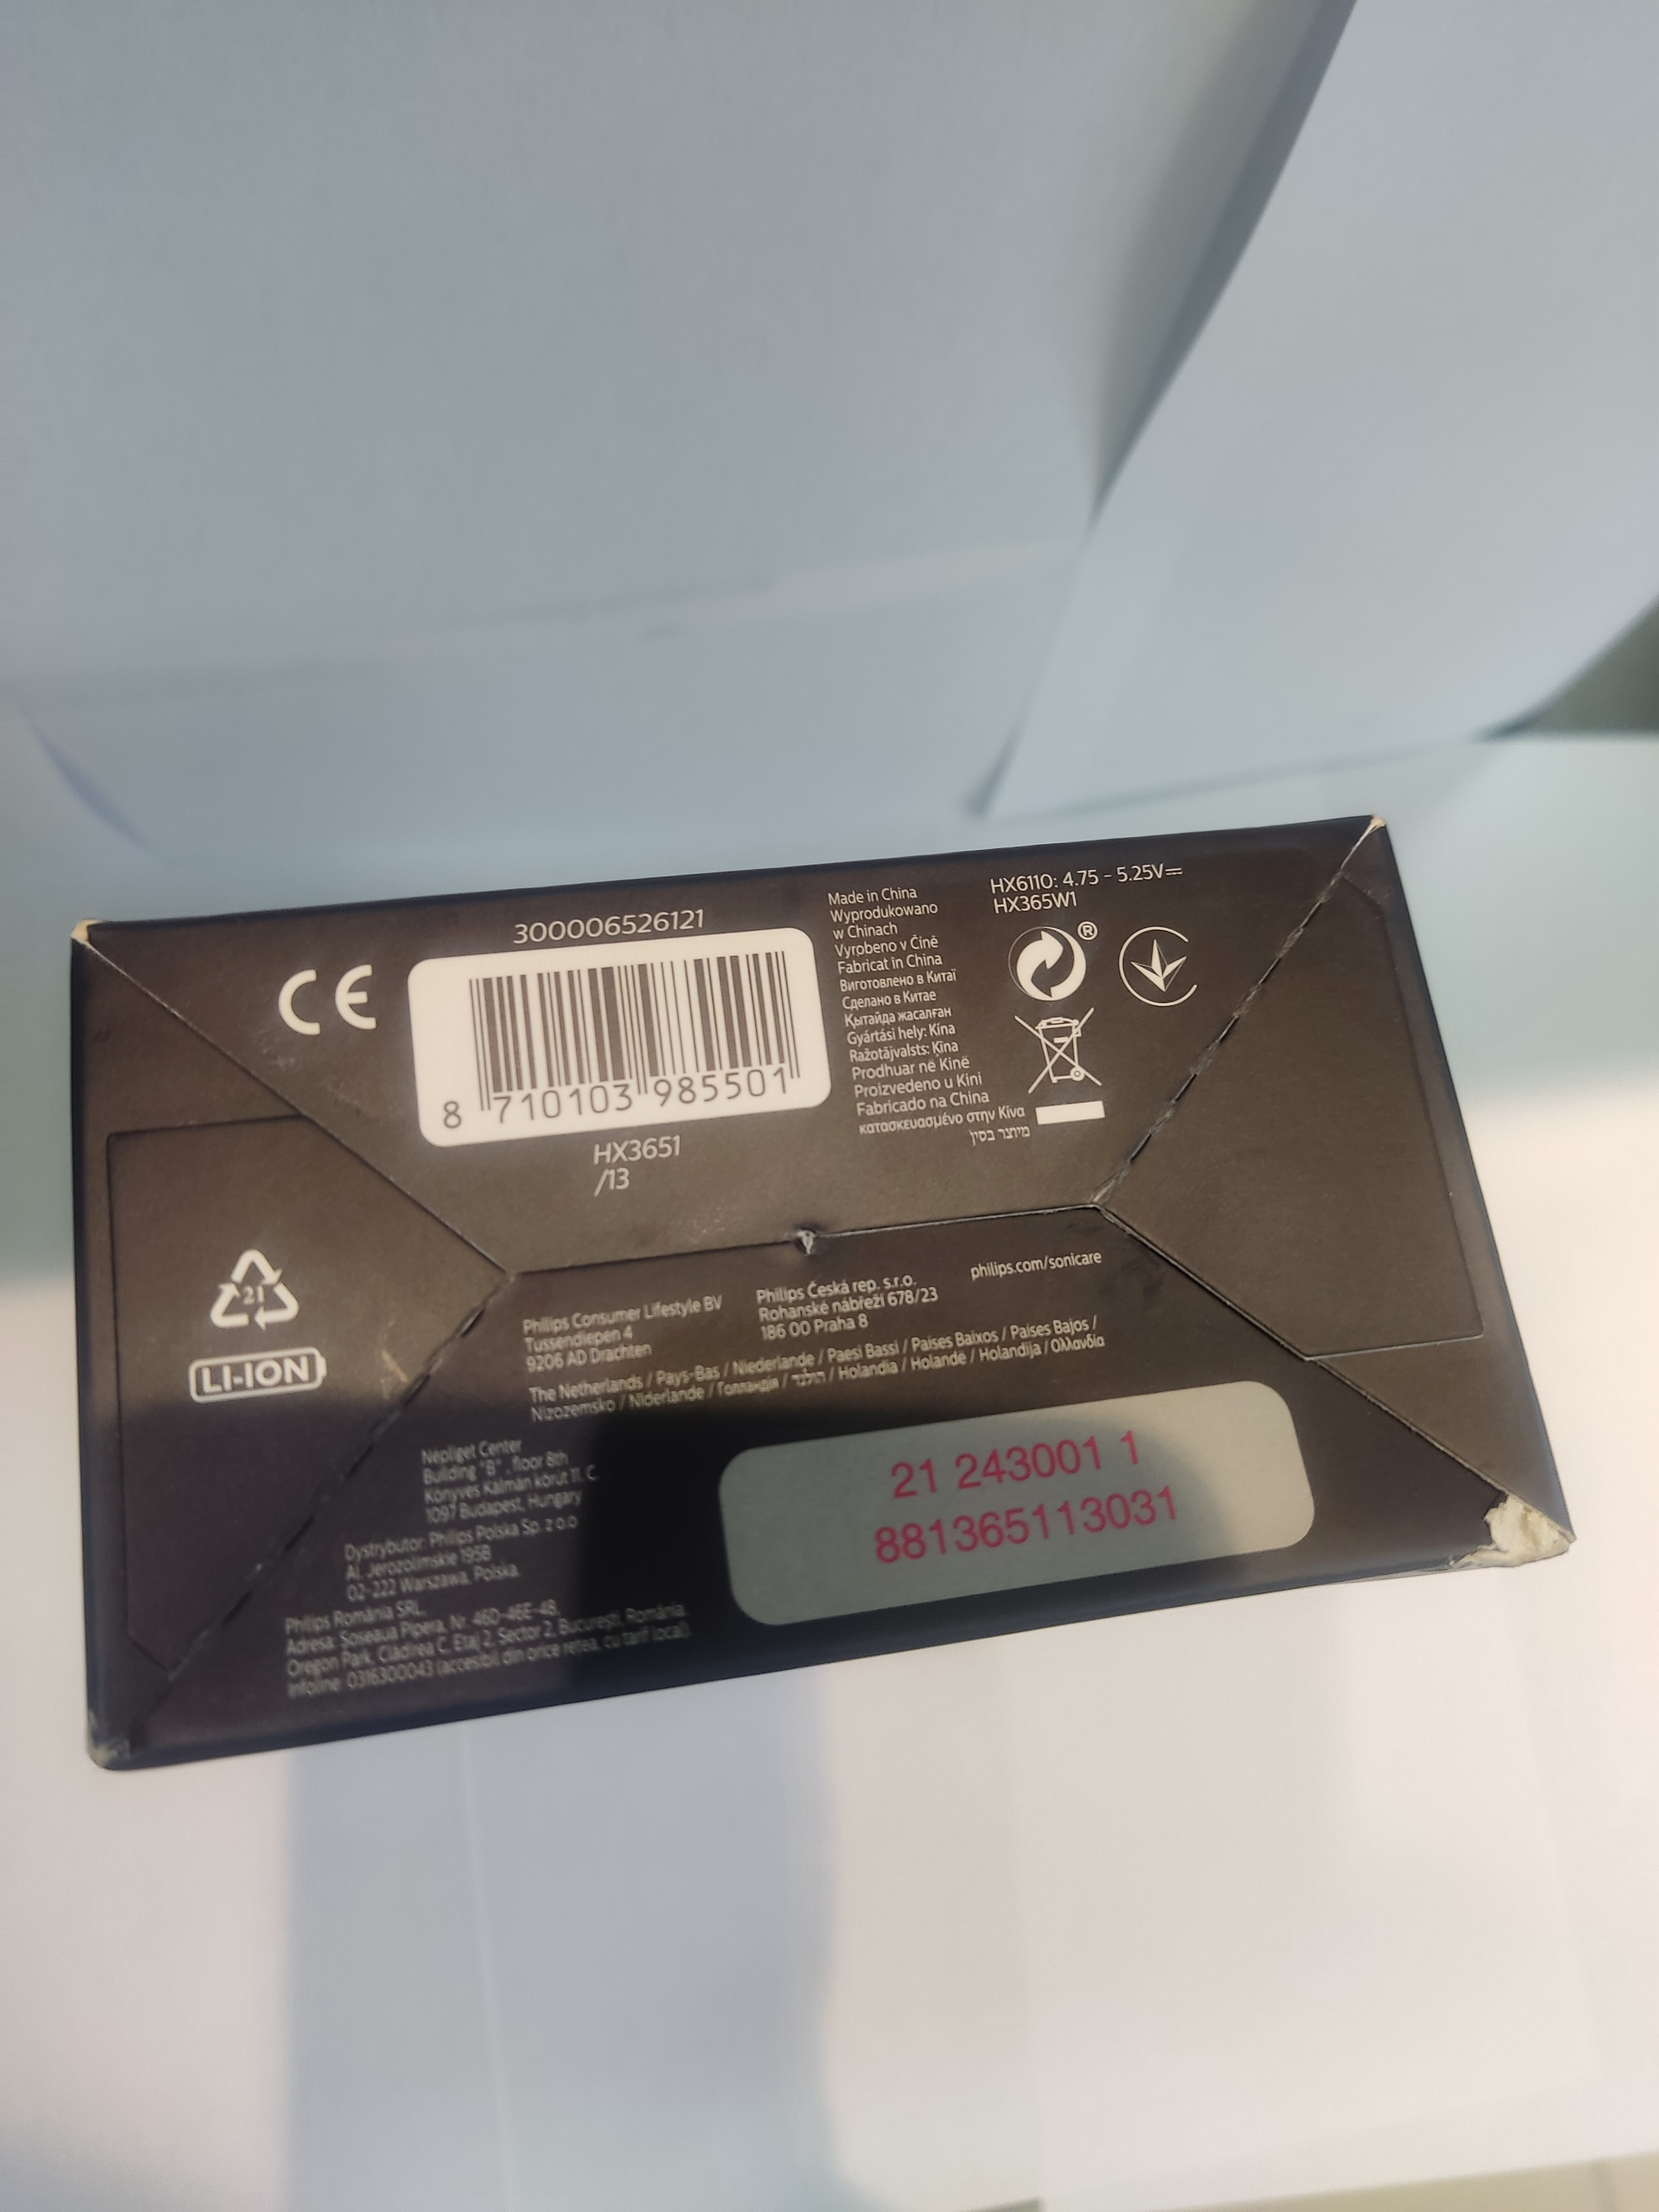 300006526121
CE
8 710103 985501
HX3651
/13
Made in China
Wyprodukowano
w Chinach
Vyrobeno v Číně
Fabricat în China
Виготовлено в Китаї
Сделано в Китае
Қытайда жасалған
Gyártási hely: Kína
Ražotājvalsts: Ķīna
Prodhuar në Kinë
Proizvedeno u Kini
Fabricado na China
κατασκευασμένο στην Κίνα
מיוצר בסין
HX6110: 4.75 - 5.25V⎓
HX365W1
®
21
LI-ION
Philips Consumer Lifestyle BV
Tussendiepen 4
9206 AD Drachten
Philips Česká rep. s.r.o.
Rohanské nábřeží 678/23
186 00 Praha 8
philips.com/sonicare
The Netherlands / Pays-Bas / Niederlande / Paesi Bassi / Países Baixos / Países Bajos /
Nizozemsko / Niderlande / Голландія / הולנד / Holandia / Holandë / Holandija / Ολλανδία
Népliget Center
Building "B", floor 8th
Könyves Kálmán körút 11. C
1097 Budapest, Hungary
Dystrybutor: Philips Polska Sp. z o.o
Al. Jerozolimskie 195B
02-222 Warszawa, Polska.
Philips România SRL,
Adresa: Soseaua Pipera, Nr. 46D-46E-48,
Oregon Park, Clădirea C, Etaj 2, Sector 2, Bucureşti, România.
Infoline: 0316300043 (accesibil din orice reţea, cu tarif local).
21 243001 1
881365113031